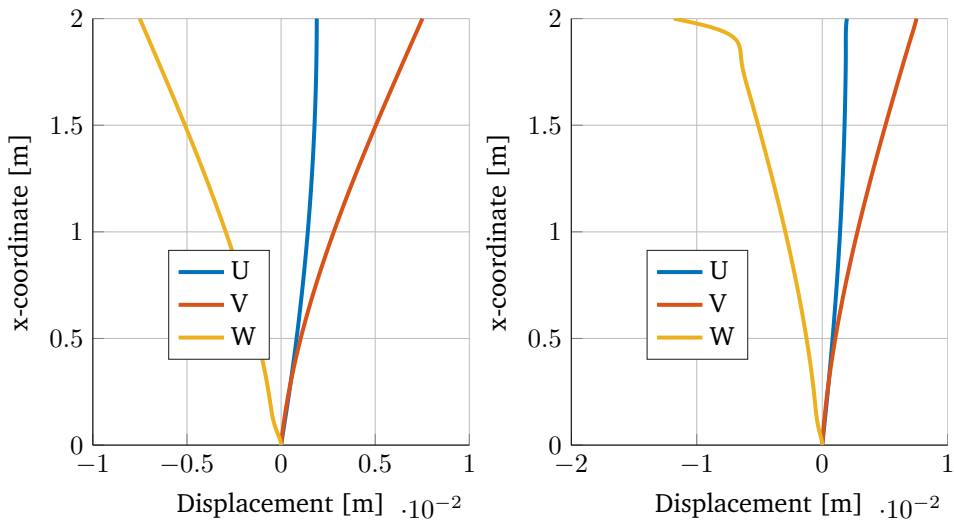 2
1.5
1
0.5
0
x-coordinate [m]
U
V
W
−1
−0.5
0
0.5
1
Displacement [m] ·10−2
2
1.5
1
0.5
0
x-coordinate [m]
U
V
W
−2
−1
0
1
Displacement [m] ·10−2